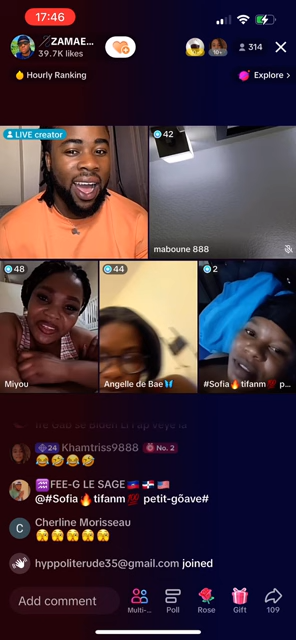 17:46
ZAMAE...
39.7K likes
10+
314
Hourly Ranking
Explore >
LIVE creator
42
maboune 888
48
Miyou
44
Angelle de Bae🦋
2
#Sofia🔥tifanm💯 p...
24 Khamtriss9888 No. 2
😂🤣😂🤣
♒FEE-G LE SAGE🇭🇹🇩🇴🇺🇸
@#Sofia🔥tifanm💯 petit-gõave#
C
Cherline Morisseau
🫣🫣🫣🫣🫣
hyppoliterude35@gmail.com joined
Add comment
Multi-...
Poll
Rose
Gift
109